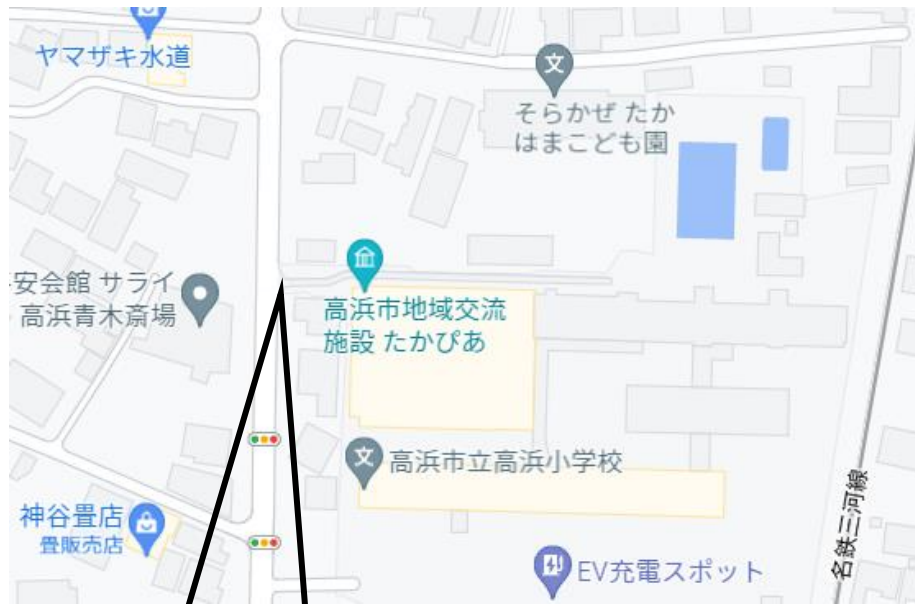 ヤマザキ水道
文
そらかぜ たか
はまこども園
安会館 サライ
高浜青木斎場
高浜市地域交流
施設 たかぴあ
文
高浜市立高浜小学校
神谷畳店
畳販売店
EV充電スポット
名鉄三河線